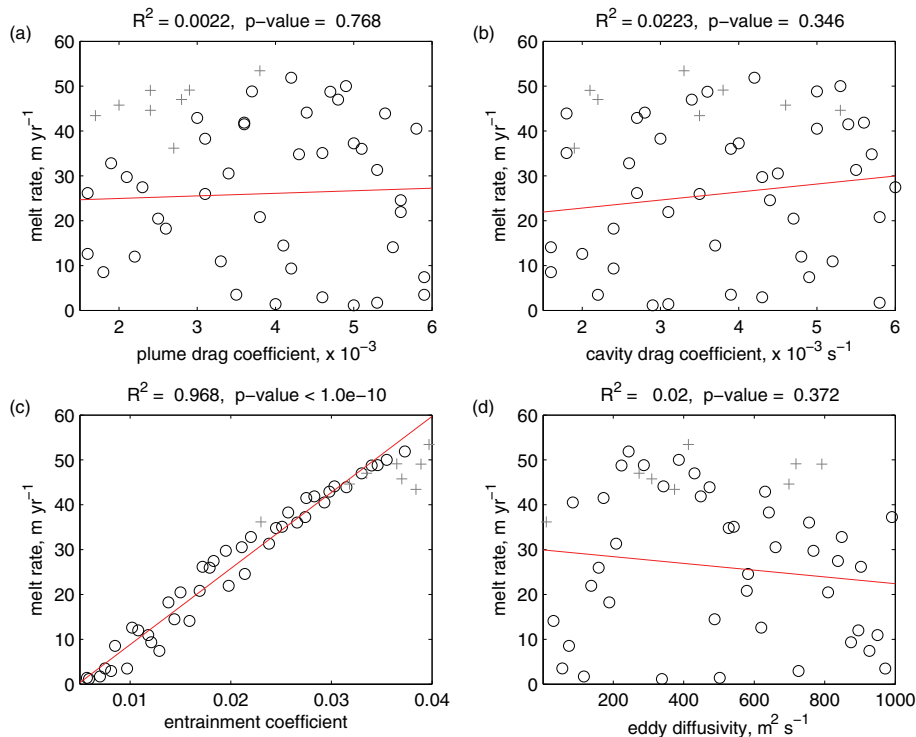 R² = 0.0022, p-value = 0.768
(a)
60
50
40
30
20
10
0
melt rate, m yr⁻¹
2 3 4 5 6
plume drag coefficient, x 10⁻³
R² = 0.0223, p-value = 0.346
(b)
60
50
40
30
20
10
0
melt rate, m yr⁻¹
2 3 4 5 6
cavity drag coefficient, x 10⁻³ s⁻¹
R² = 0.968, p-value < 1.0e-10
(c)
60
50
40
30
20
10
0
melt rate, m yr⁻¹
0.01 0.02 0.03 0.04
entrainment coefficient
R² = 0.02, p-value = 0.372
(d)
60
50
40
30
20
10
0
melt rate, m yr⁻¹
200 400 600 800 1000
eddy diffusivity, m² s⁻¹